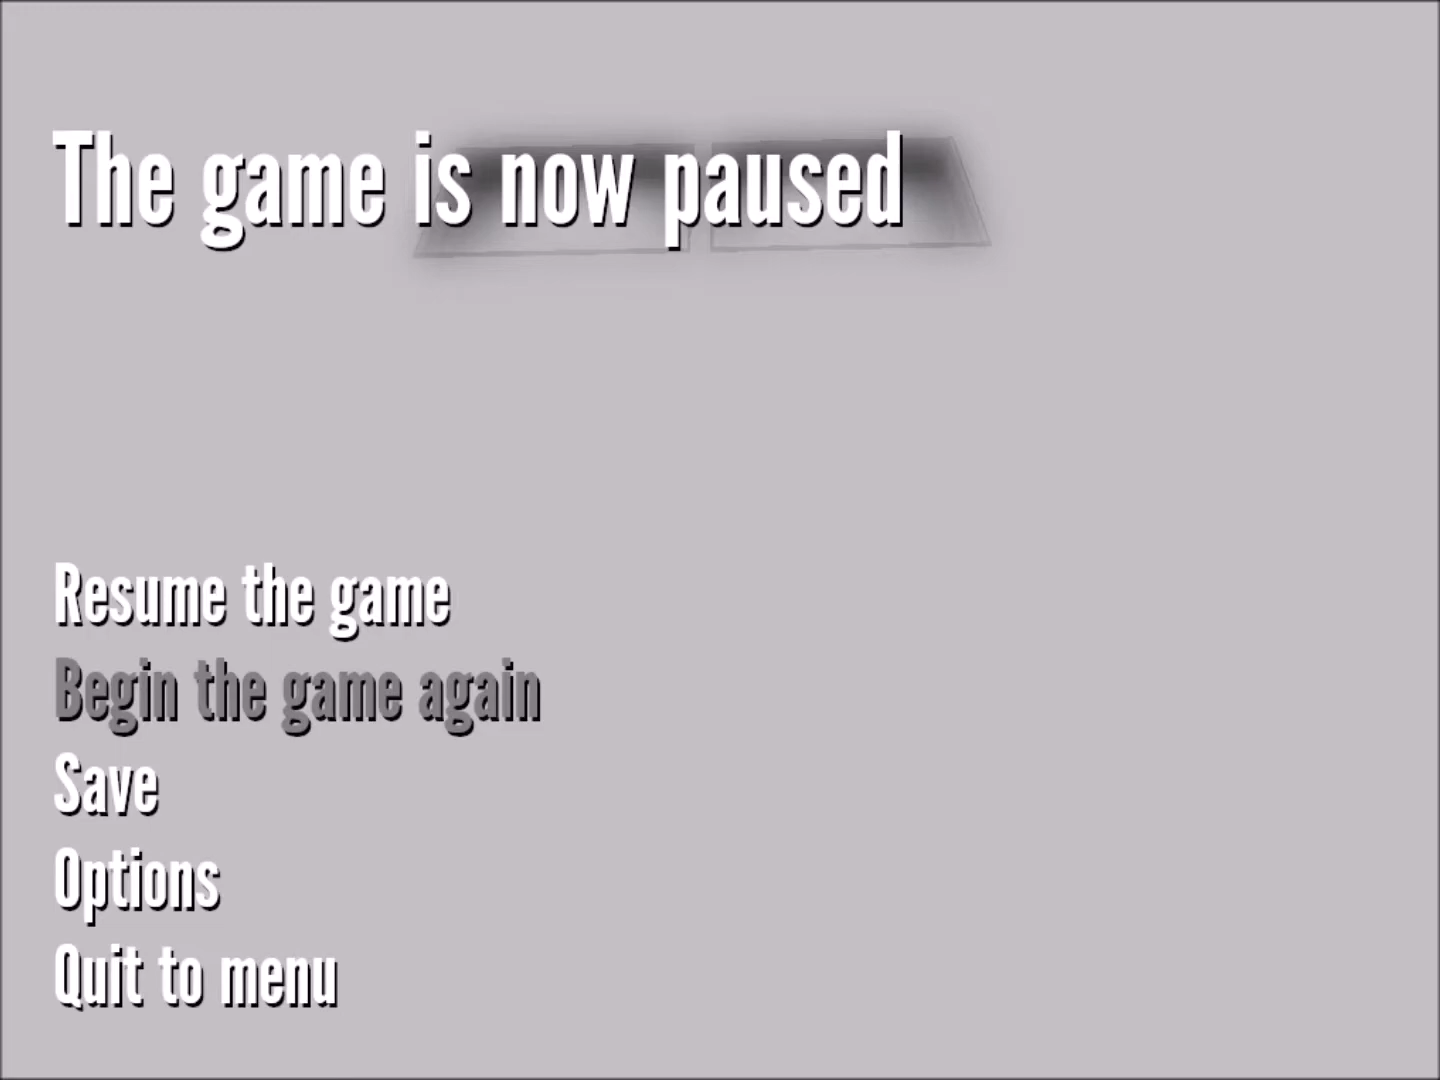 The game is now paused
Resume the game
Begin the game again
Save
Options
Quit to menu